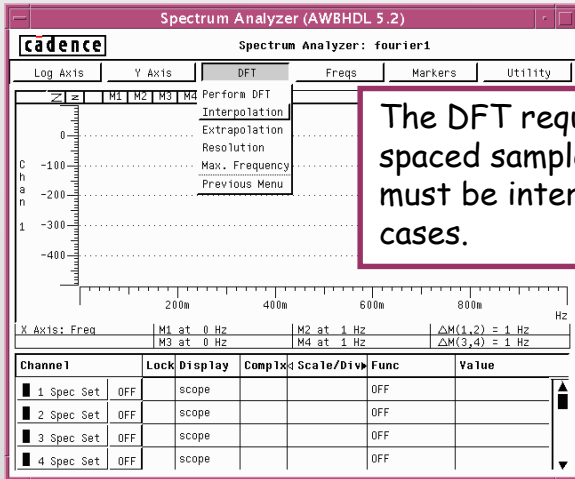 Spectrum Analyzer (AWBHDL 5.2)
cadence
Spectrum Analyzer: fourier1
Log Axis Y Axis DFT Freqs Markers Utility
Z z M1 M2 M3 M4
Perform DFT
Interpolation
Extrapolation
Resolution
Max. Frequency
Previous Menu
The DFT requ
spaced sampl
must be inter
cases.
Chan 1
0
-100
-200
-300
-400
200m 400m 600m 800m
Hz
X Axis: Freq M1 at 0 Hz M2 at 1 Hz △M(1,2) = 1 Hz
M3 at 0 Hz M4 at 1 Hz △M(3,4) = 1 Hz
Channel Lock Display Complx Scale/Div Func Value
1 Spec Set OFF scope OFF
2 Spec Set OFF scope OFF
3 Spec Set OFF scope OFF
4 Spec Set OFF scope OFF